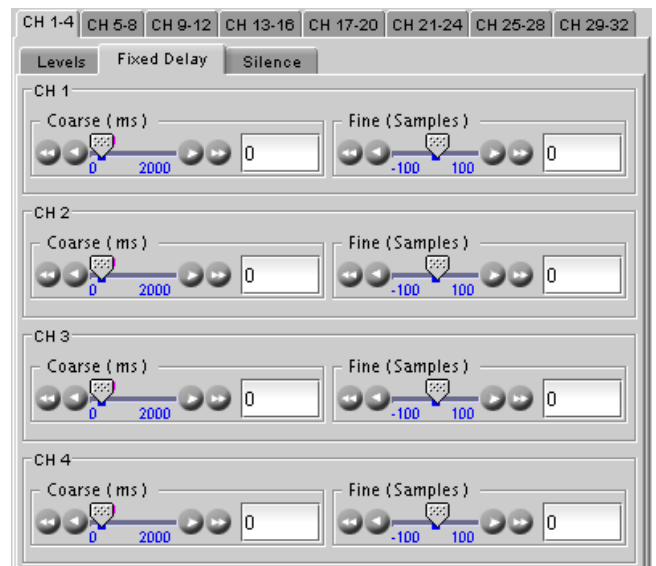 CH 1-4 CH 5-8 CH 9-12 CH 13-16 CH 17-20 CH 21-24 CH 25-28 CH 29-32
Levels Fixed Delay Silence
CH 1
Coarse ( ms ) Fine (Samples )
0 2000 0 -100 100 0
CH 2
Coarse ( ms ) Fine (Samples )
0 2000 0 -100 100 0
CH 3
Coarse ( ms ) Fine (Samples )
0 2000 0 -100 100 0
CH 4
Coarse ( ms ) Fine (Samples )
0 2000 0 -100 100 0